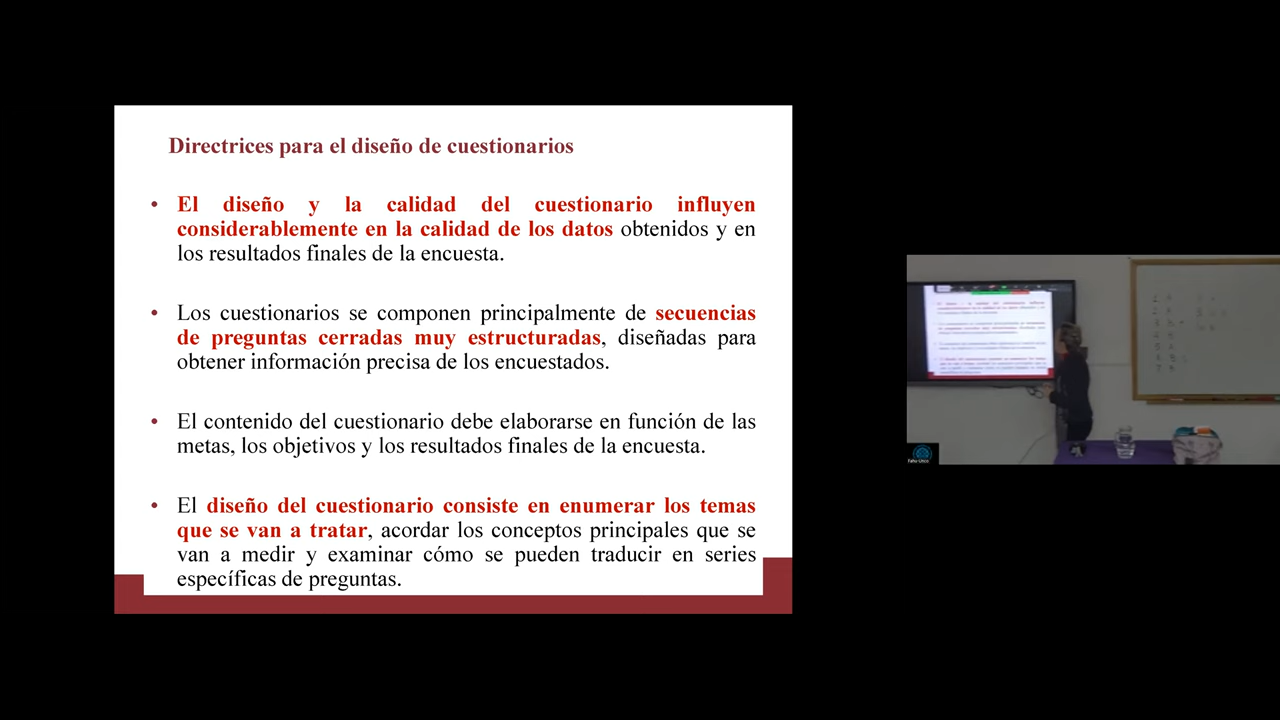 Directrices para el diseño de cuestionarios
• El diseño y la calidad del cuestionario influyen
considerablemente en la calidad de los datos obtenidos y en
los resultados finales de la encuesta.
• Los cuestionarios se componen principalmente de secuencias
de preguntas cerradas muy estructuradas, diseñadas para
obtener información precisa de los encuestados.
• El contenido del cuestionario debe elaborarse en función de las
metas, los objetivos y los resultados finales de la encuesta.
• El diseño del cuestionario consiste en enumerar los temas
que se van a tratar, acordar los conceptos principales que se
van a medir y examinar cómo se pueden traducir en series
específicas de preguntas.